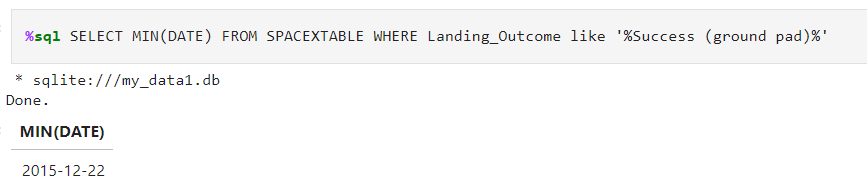 %sql SELECT MIN(DATE) FROM SPACEXTABLE WHERE Landing_Outcome like '%Success (ground pad)%'
* sqlite:///my_data1.db
Done.
MIN(DATE)
2015-12-22